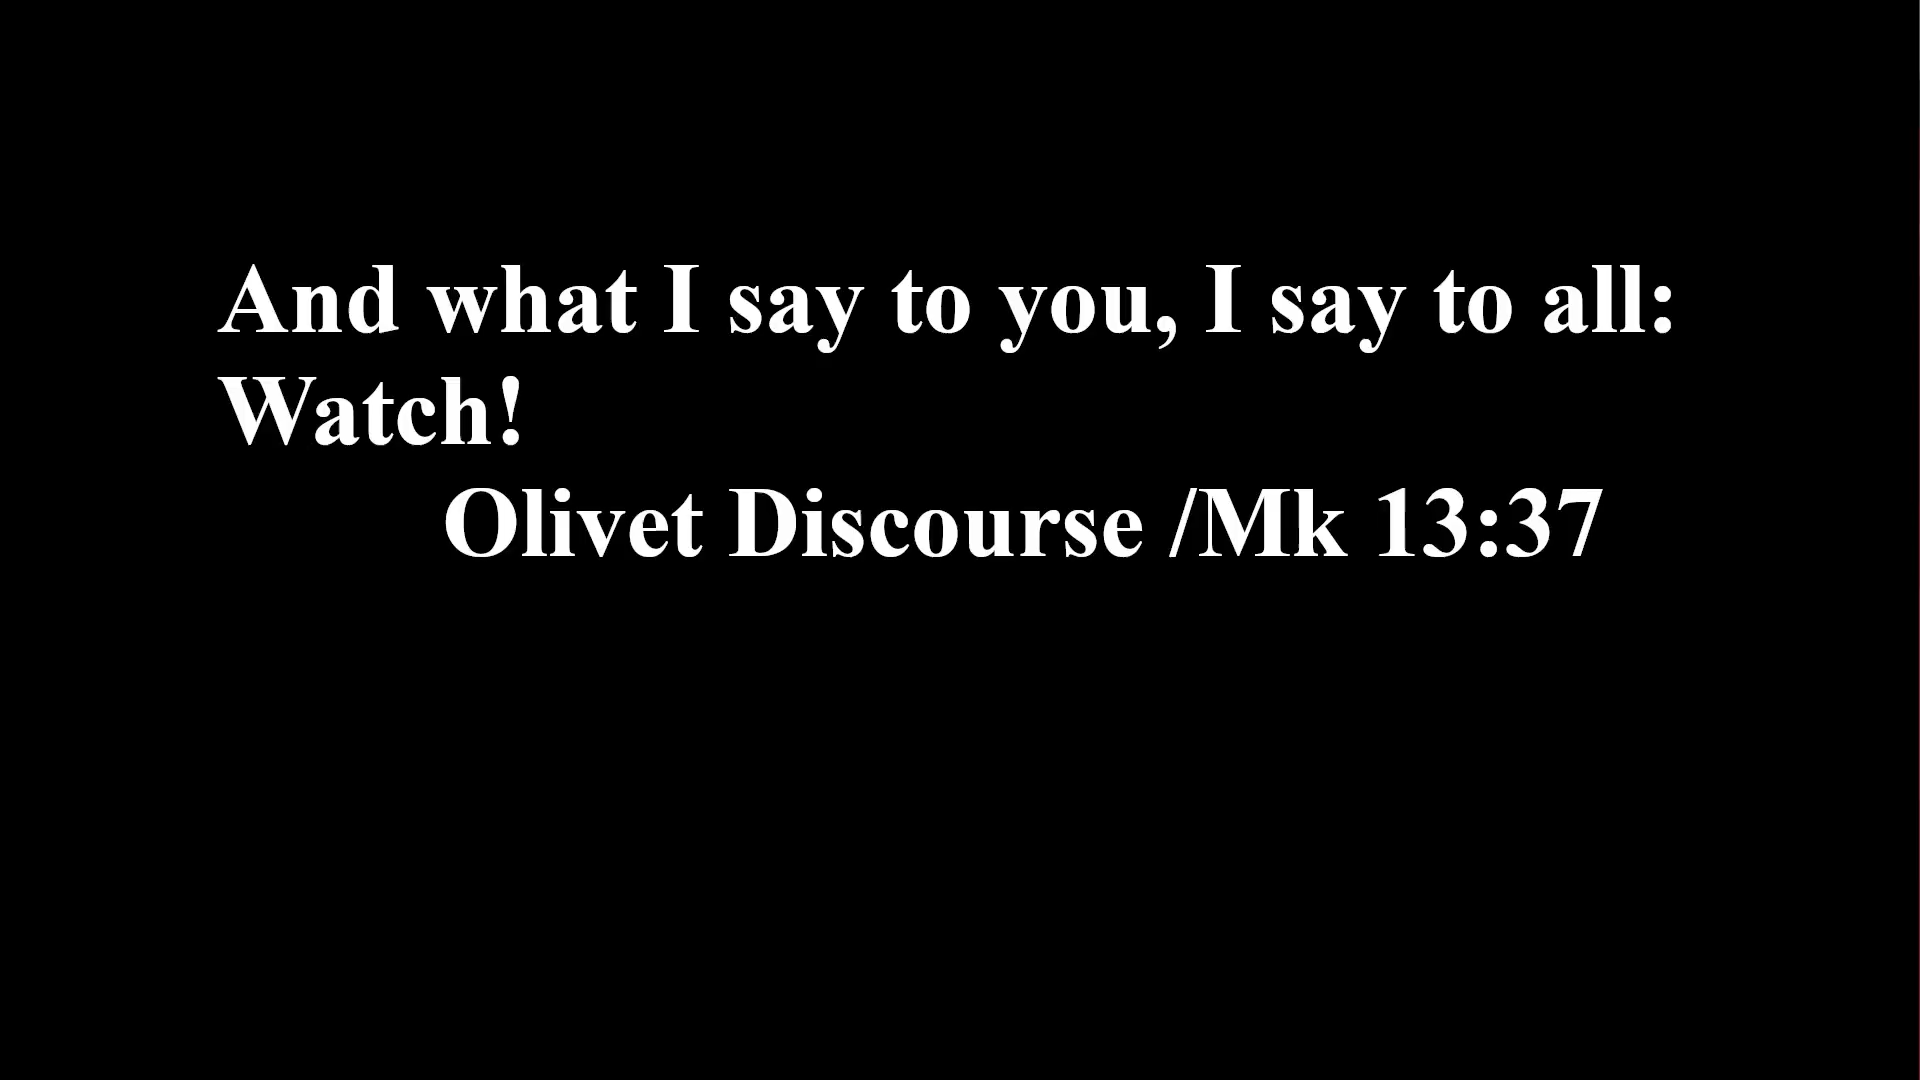 And what I say to you, I say to all:
Watch!
Olivet Discourse /Mk 13:37